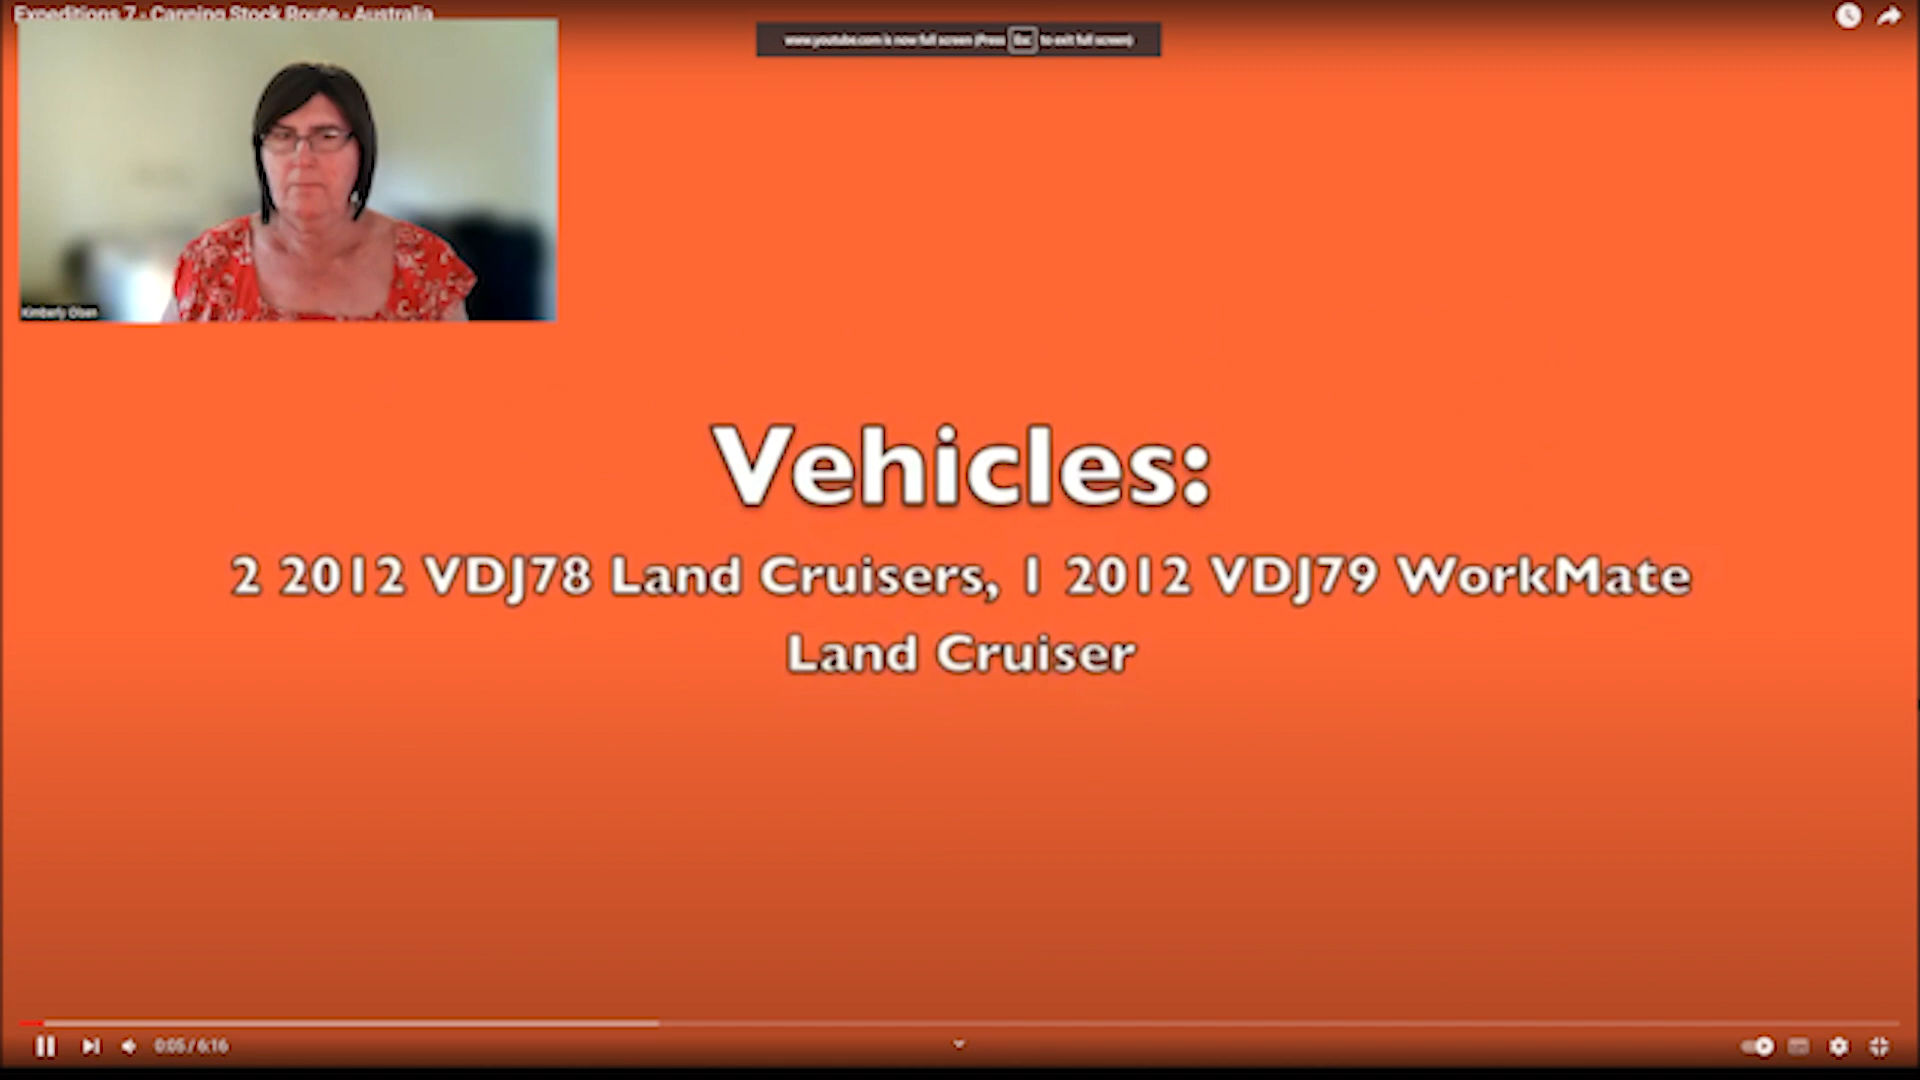 Expeditions 7 - Canning Stock Route - Australia
www.youtube.com is now full screen (Press Esc to exit full screen)
Kimberly Olsen
Vehicles:
2 2012 VDJ78 Land Cruisers, 1 2012 VDJ79 WorkMate
Land Cruiser
0:05 / 6:16